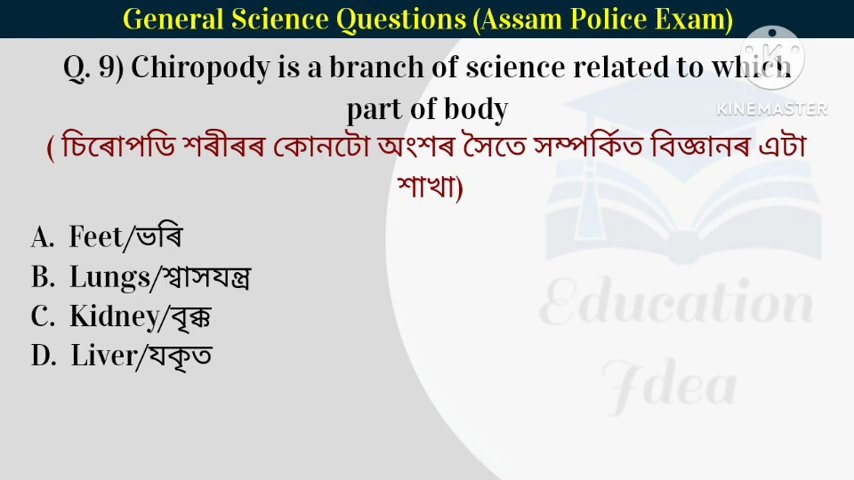 General Science Questions (Assam Police Exam)
Q. 9) Chiropody is a branch of science related to which
part of body
( চিৰোপডি শৰীৰৰ কোনটো অংশৰ সৈতে সম্পৰ্কিত বিজ্ঞানৰ এটা
শাখা)
A. Feet/ভৰি
B. Lungs/শ্বাসযন্ত্ৰ
C. Kidney/বৃক্ক
D. Liver/যকৃত
KINEMASTER
Education
Idea